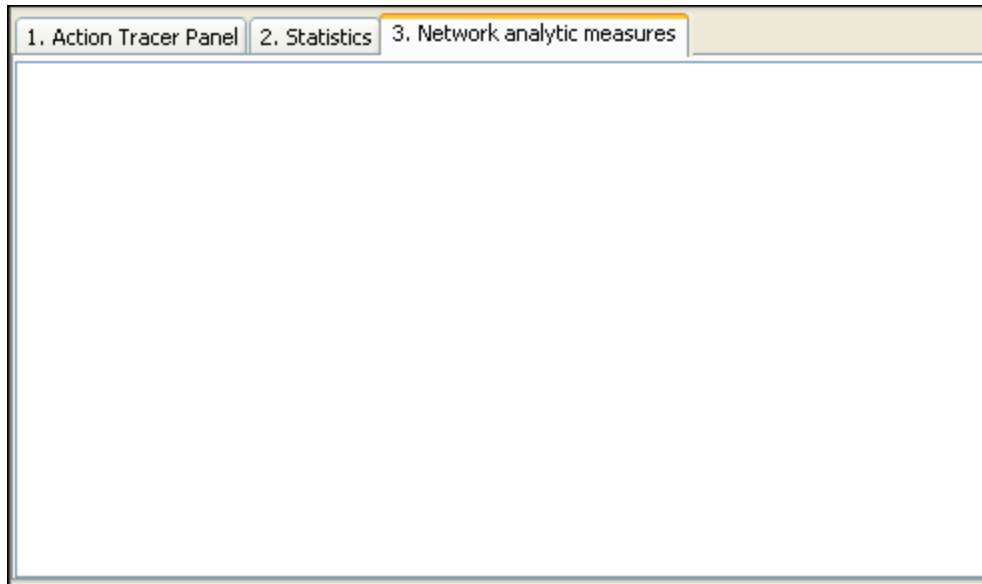 1. Action Tracer Panel 2. Statistics 3. Network analytic measures